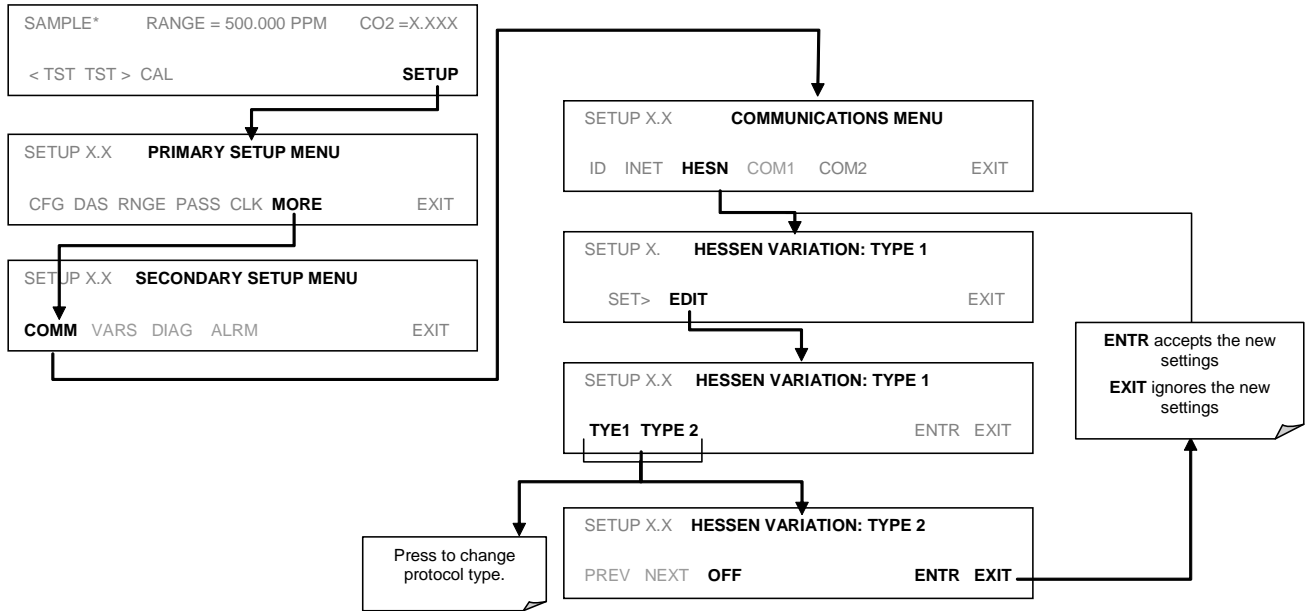 SAMPLE* RANGE = 500.000 PPM CO2 =X.XXX
< TST TST > CAL SETUP
SETUP X.X PRIMARY SETUP MENU
CFG DAS RNGE PASS CLK MORE EXIT
SETUP X.X SECONDARY SETUP MENU
COMM VARS DIAG ALRM EXIT
SETUP X.X COMMUNICATIONS MENU
ID INET HESN COM1 COM2 EXIT
SETUP X. HESSEN VARIATION: TYPE 1
SET> EDIT EXIT
SETUP X.X HESSEN VARIATION: TYPE 1
TYE1 TYPE 2 ENTR EXIT
Press to change
protocol type.
SETUP X.X HESSEN VARIATION: TYPE 2
PREV NEXT OFF ENTR EXIT
ENTR accepts the new
settings
EXIT ignores the new
settings